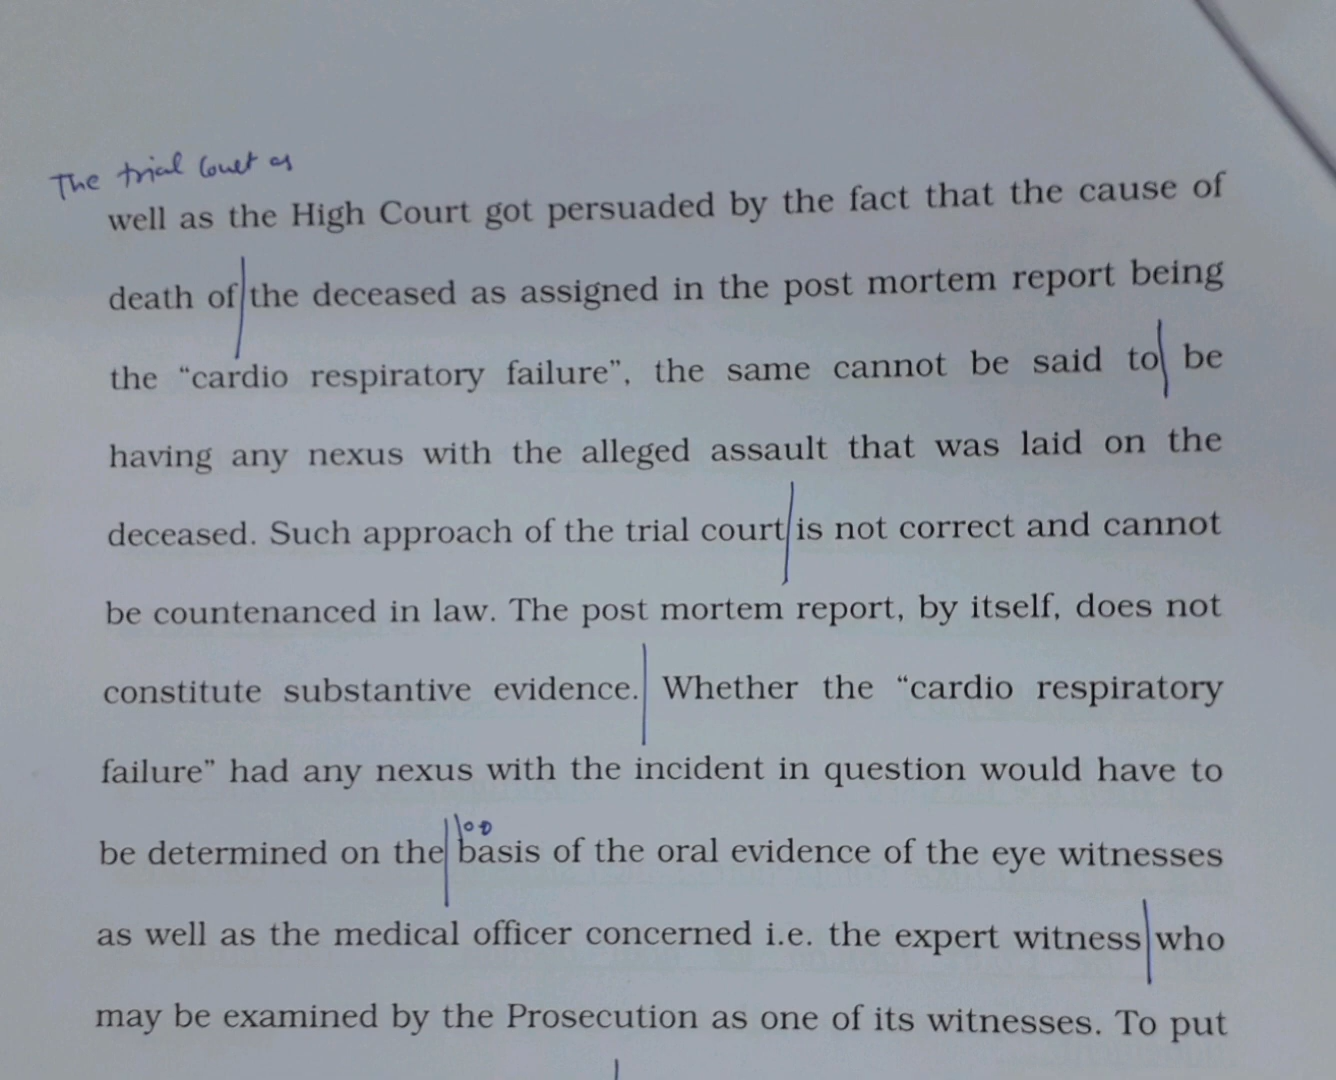 The trial Court as
well as the High Court got persuaded by the fact that the cause of
death of the deceased as assigned in the post mortem report being
the “cardio respiratory failure”, the same cannot be said to be
having any nexus with the alleged assault that was laid on the
deceased. Such approach of the trial court is not correct and cannot
be countenanced in law. The post mortem report, by itself, does not
constitute substantive evidence. Whether the “cardio respiratory
failure” had any nexus with the incident in question would have to
100
be determined on the basis of the oral evidence of the eye witnesses
as well as the medical officer concerned i.e. the expert witness who
may be examined by the Prosecution as one of its witnesses. To put